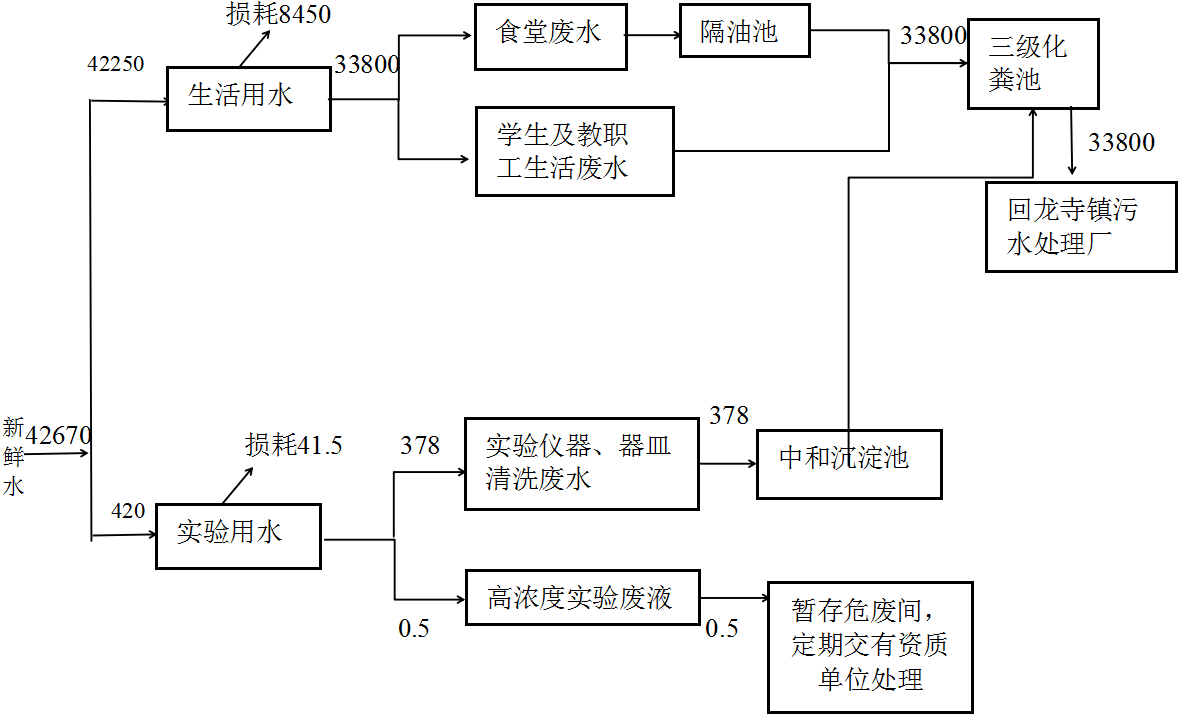 损耗8450
42250
生活用水
33800
食堂废水
隔油池
33800
三级化
粪池
学生及教职
工生活废水
33800
回龙寺镇污
水处理厂
新
鲜
水
42670
损耗41.5
420
实验用水
378
实验仪器、器皿
清洗废水
378
中和沉淀池
0.5
高浓度实验废液
0.5
暂存危废间，
定期交有资质
单位处理